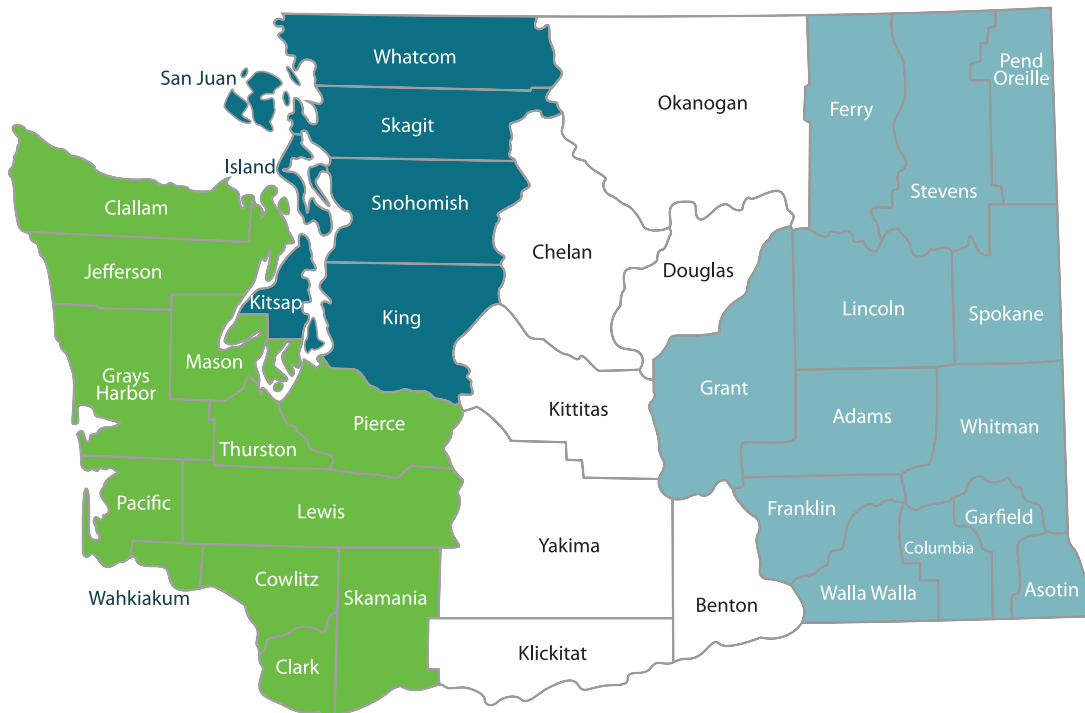 Whatcom
San Juan
Skagit
Island
Snohomish
Kitsap
King
Okanogan
Chelan
Douglas
Kittitas
Yakima
Benton
Klickitat
Ferry
Stevens
Pend
Oreille
Lincoln
Spokane
Grant
Adams
Whitman
Franklin
Walla Walla
Columbia
Garfield
Asotin
Clallam
Jefferson
Grays
Harbor
Mason
Thurston
Pierce
Pacific
Lewis
Wahkiakum
Cowlitz
Skamania
Clark